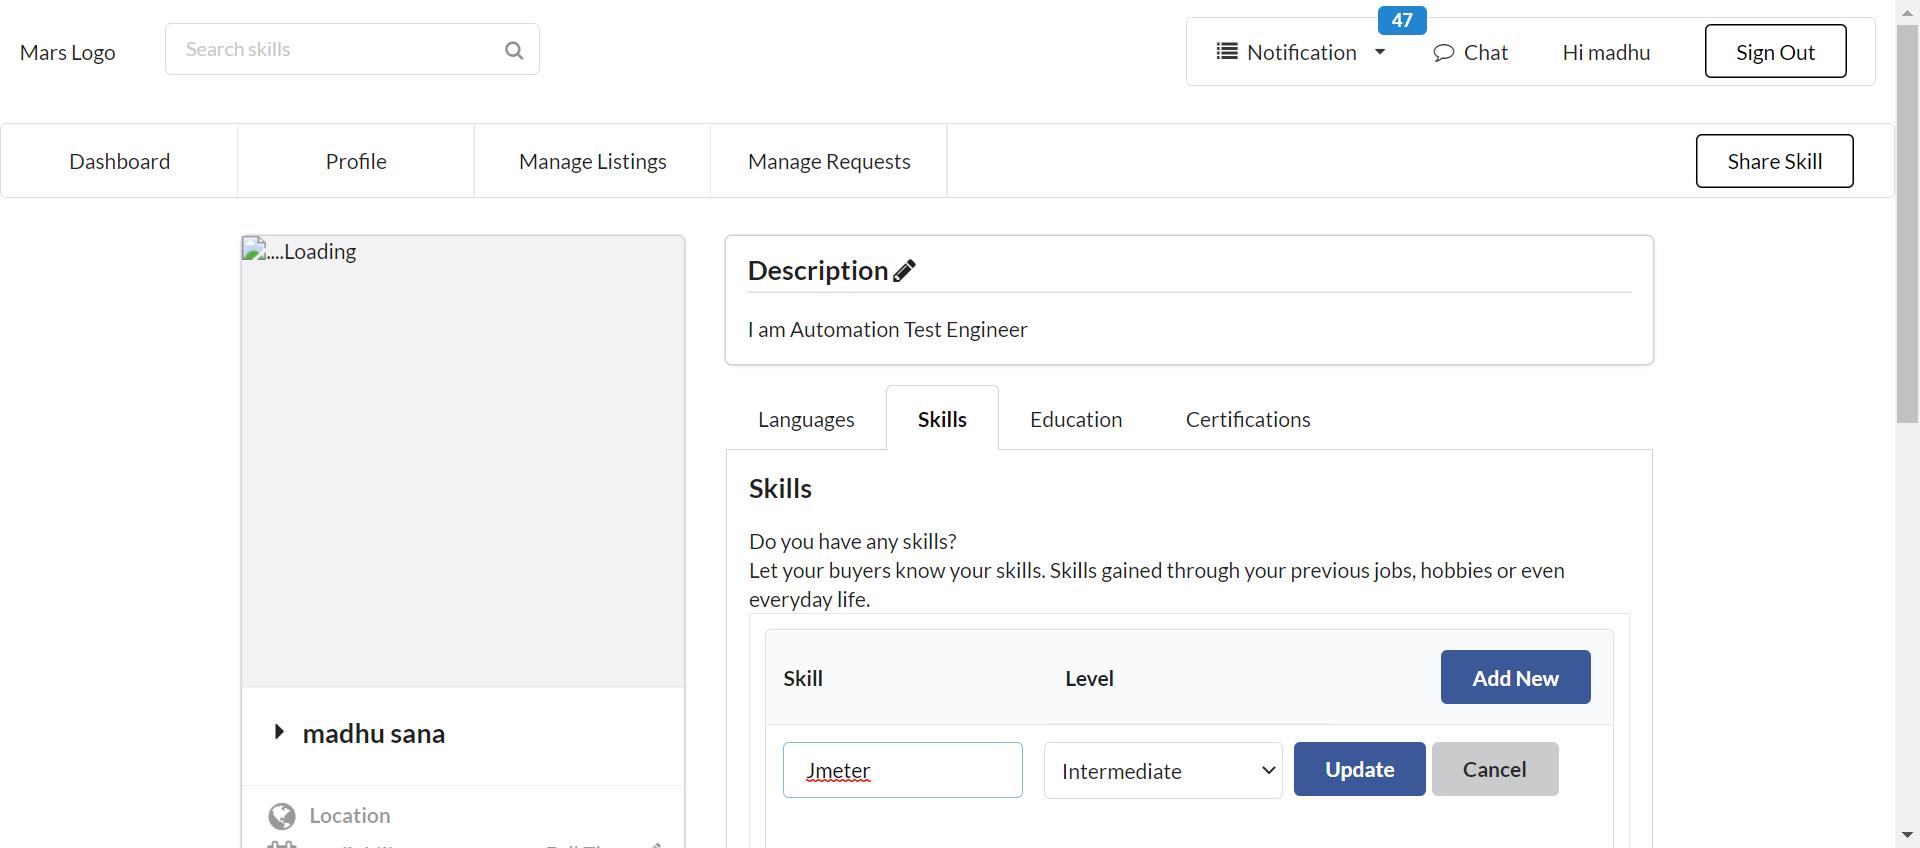 Mars Logo
Search skills
47
Notification
Chat
Hi madhu
Sign Out
Dashboard
Profile
Manage Listings
Manage Requests
Share Skill
....Loading
madhu sana
Location
Description
I am Automation Test Engineer
Languages
Skills
Education
Certifications
Skills
Do you have any skills?
Let your buyers know your skills. Skills gained through your previous jobs, hobbies or even
everyday life.
Skill
Level
Add New
Jmeter
Intermediate
Update
Cancel